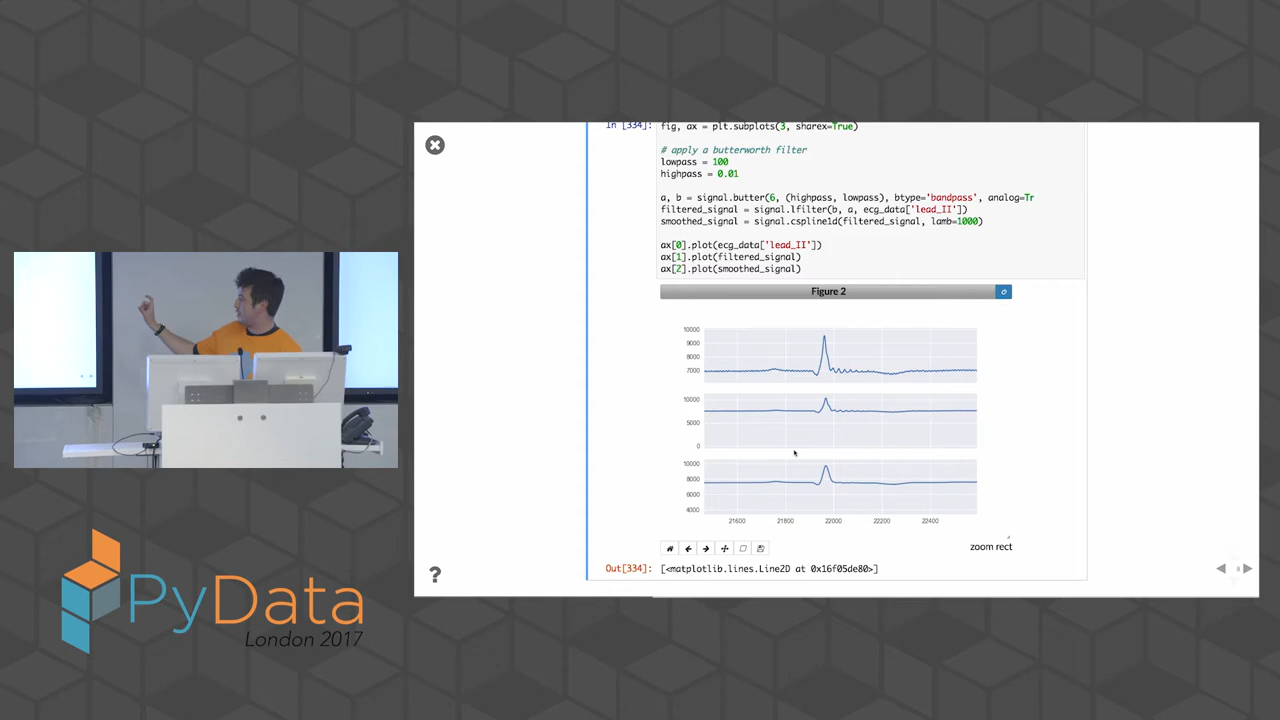 In [334]:
fig, ax = plt.subplots(3, sharex=True)
# apply a butterworth filter
lowpass = 100
highpass = 0.01
a, b = signal.butter(6, (highpass, lowpass), btype='bandpass', analog=Tr
filtered_signal = signal.lfilter(b, a, ecg_data['lead_II'])
smoothed_signal = signal.cspline1d(filtered_signal, lamb=1000)
ax[0].plot(ecg_data['lead_II'])
ax[1].plot(filtered_signal)
ax[2].plot(smoothed_signal)
Figure 2
10000
9000
8000
7000
10000
5000
0
10000
8000
6000
4000
21600 21800 22000 22200 22400
zoom rect
Out[334]: [<matplotlib.lines.Line2D at 0x16f05de80>]
?
PyData
London 2017